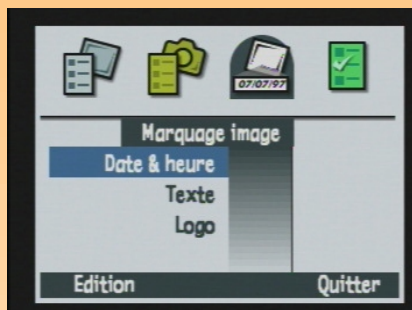 07/07/97
Marquage image
Date & heure
Texte
Logo
Edition Quitter